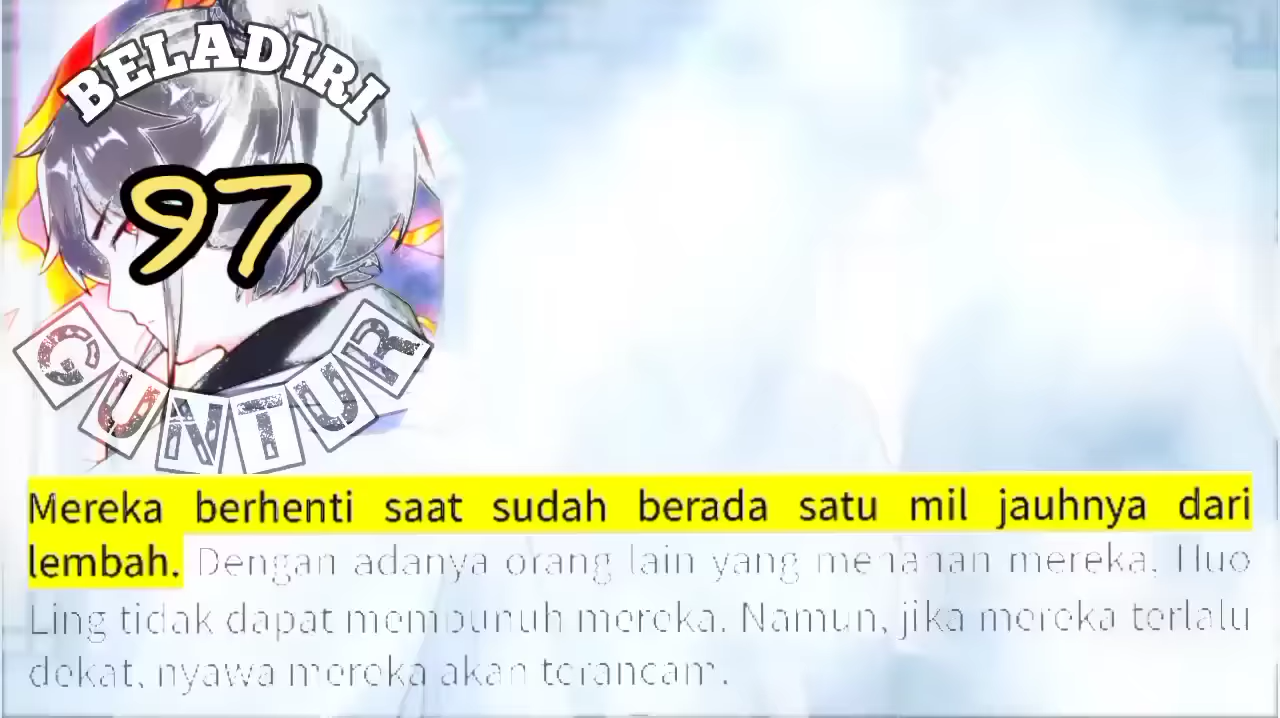 BELADIRI
97
GUNTUR
Mereka berhenti saat sudah berada satu mil jauhnya dari
lembah. Dengan adanya orang lain yang menahan mereka, Huo
Ling tidak dapat membunuh mereka. Namun, jika mereka terlalu
dekat, nyawa mereka akan terancam.